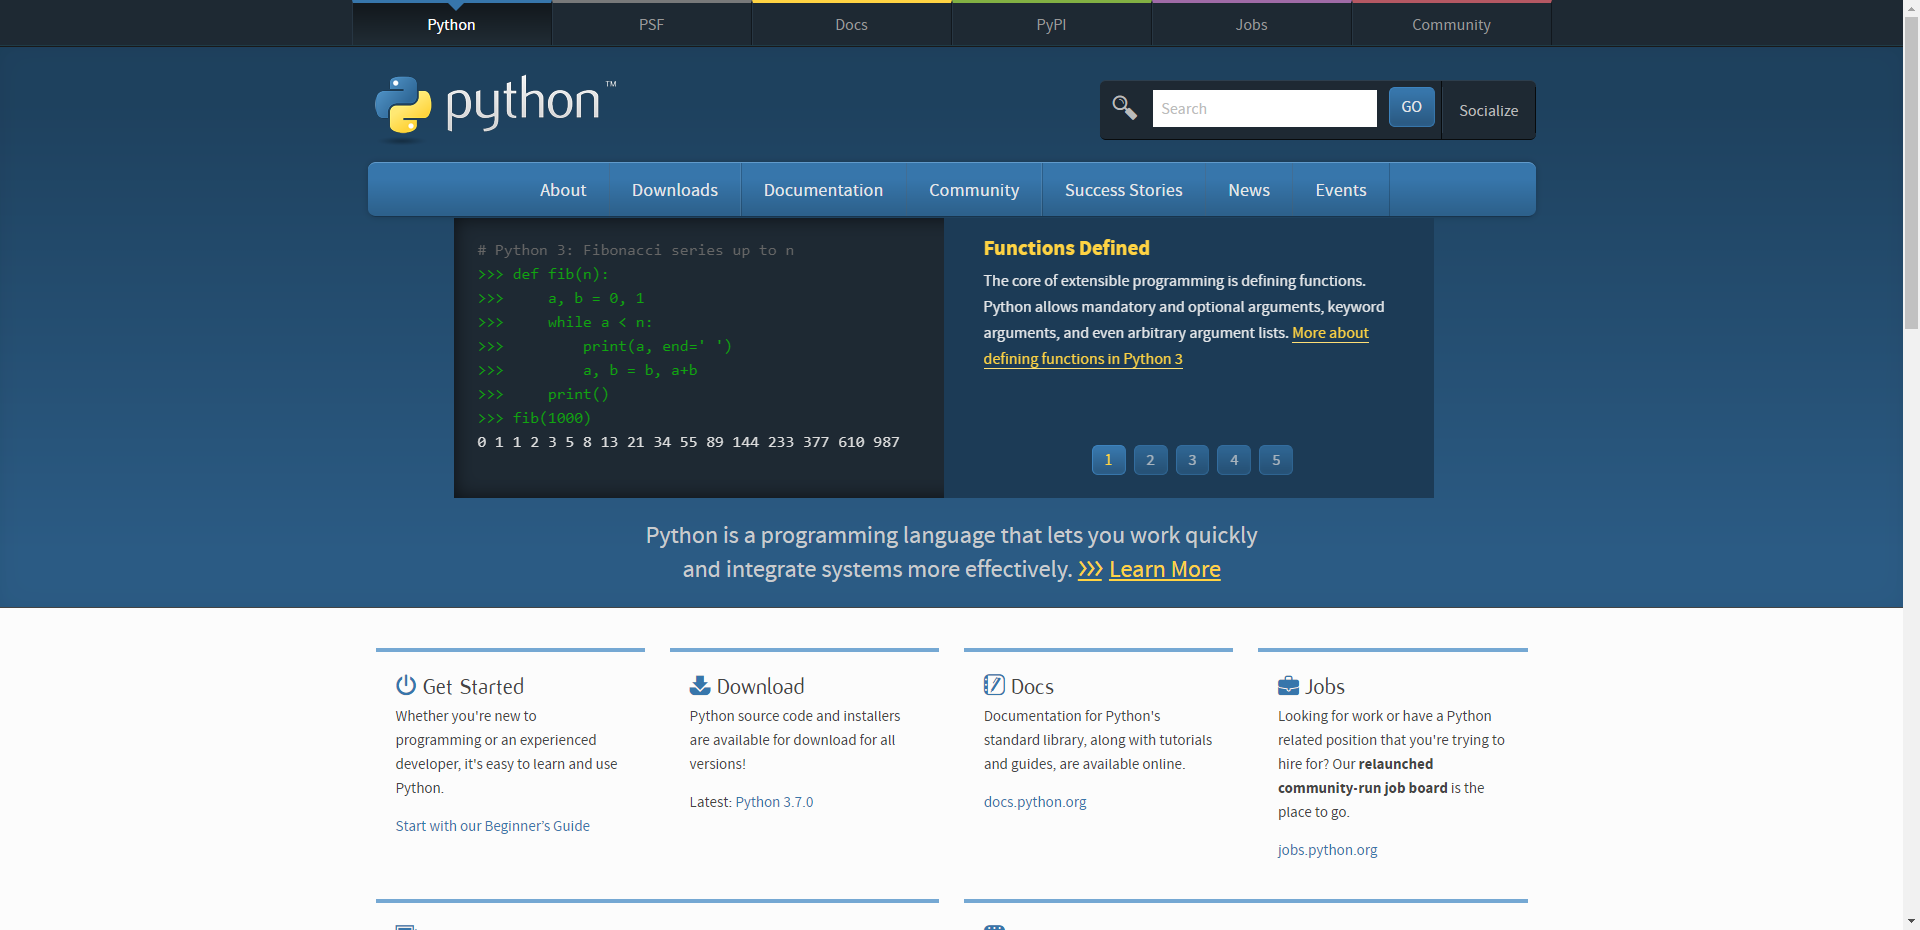 Python PSF Docs PyPI Jobs Community
python™
Search GO Socialize
About Downloads Documentation Community Success Stories News Events
# Python 3: Fibonacci series up to n
>>> def fib(n):
>>>     a, b = 0, 1
>>>     while a < n:
>>>         print(a, end=' ')
>>>         a, b = b, a+b
>>>     print()
>>> fib(1000)
0 1 1 2 3 5 8 13 21 34 55 89 144 233 377 610 987
Functions Defined
The core of extensible programming is defining functions.
Python allows mandatory and optional arguments, keyword
arguments, and even arbitrary argument lists. More about
defining functions in Python 3
1 2 3 4 5
Python is a programming language that lets you work quickly
and integrate systems more effectively. >>> Learn More
Get Started
Whether you're new to
programming or an experienced
developer, it's easy to learn and use
Python.
Start with our Beginner’s Guide
Download
Python source code and installers
are available for download for all
versions!
Latest: Python 3.7.0
Docs
Documentation for Python's
standard library, along with tutorials
and guides, are available online.
docs.python.org
Jobs
Looking for work or have a Python
related position that you're trying to
hire for? Our relaunched
community-run job board is the
place to go.
jobs.python.org